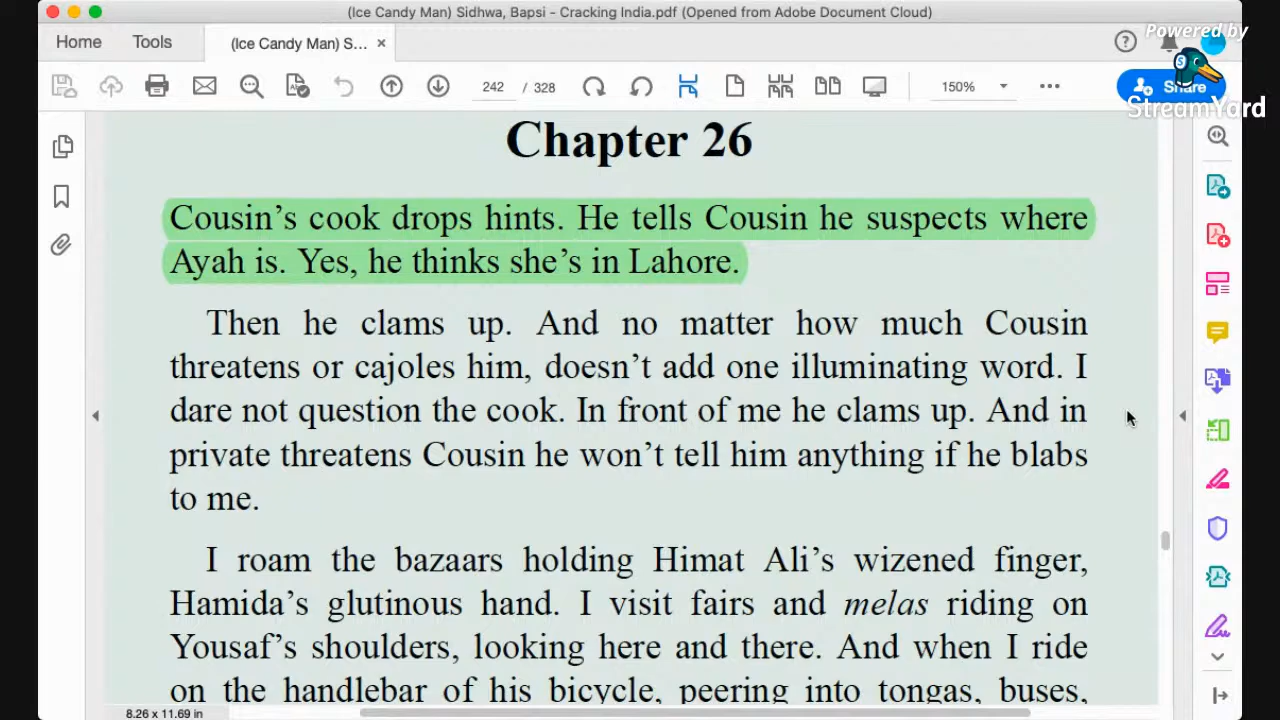 (Ice Candy Man) Sidhwa, Bapsi - Cracking India.pdf (Opened from Adobe Document Cloud)
Powered by
Home Tools (Ice Candy Man) S... ×
242 / 328 150% Share
StreamYard
Chapter 26
Cousin's cook drops hints. He tells Cousin he suspects where
Ayah is. Yes, he thinks she's in Lahore.
Then he clams up. And no matter how much Cousin
threatens or cajoles him, doesn't add one illuminating word. I
dare not question the cook. In front of me he clams up. And in
private threatens Cousin he won't tell him anything if he blabs
to me.
I roam the bazaars holding Himat Ali's wizened finger,
Hamida's glutinous hand. I visit fairs and melas riding on
Yousaf's shoulders, looking here and there. And when I ride
on the handlebar of his bicycle, peering into tongas, buses,
8.26 x 11.69 in